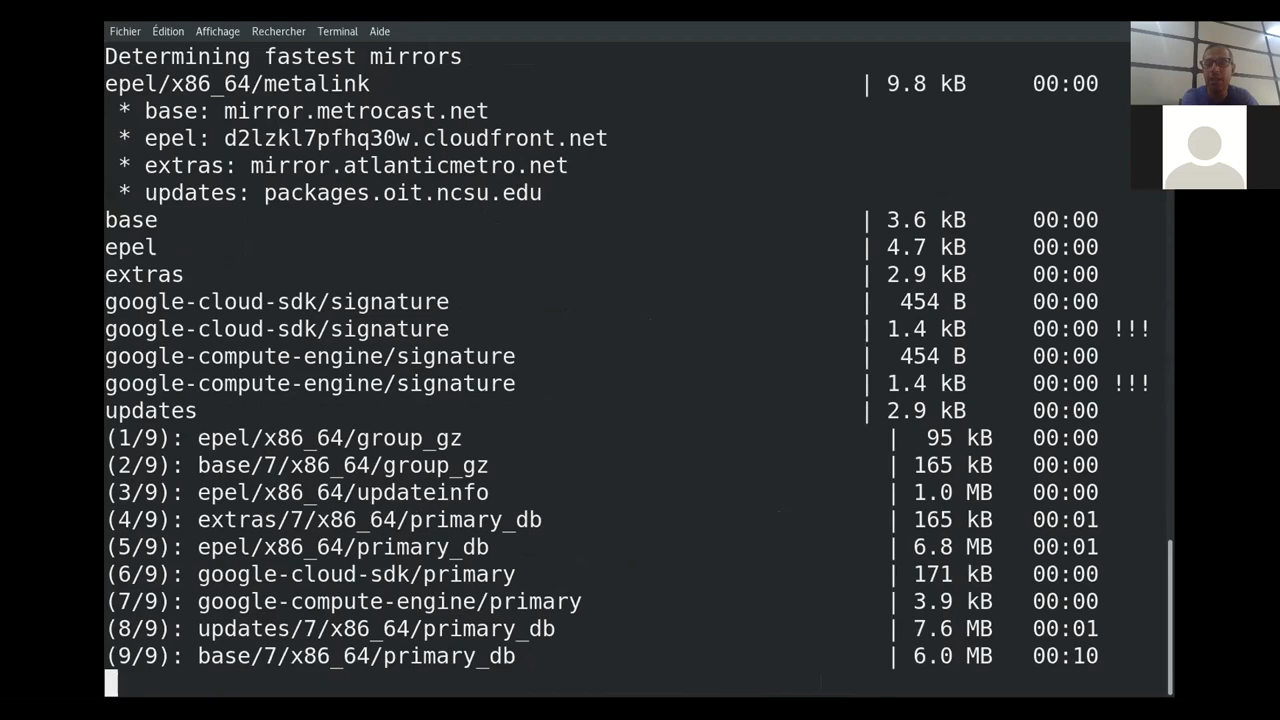 Fichier Édition Affichage Rechercher Terminal Aide
Determining fastest mirrors
epel/x86_64/metalink | 9.8 kB 00:00
* base: mirror.metrocast.net
* epel: d2lzkl7pfhq30w.cloudfront.net
* extras: mirror.atlanticmetro.net
* updates: packages.oit.ncsu.edu
base | 3.6 kB 00:00
epel | 4.7 kB 00:00
extras | 2.9 kB 00:00
google-cloud-sdk/signature | 454 B 00:00
google-cloud-sdk/signature | 1.4 kB 00:00 !!!
google-compute-engine/signature | 454 B 00:00
google-compute-engine/signature | 1.4 kB 00:00 !!!
updates | 2.9 kB 00:00
(1/9): epel/x86_64/group_gz | 95 kB 00:00
(2/9): base/7/x86_64/group_gz | 165 kB 00:00
(3/9): epel/x86_64/updateinfo | 1.0 MB 00:00
(4/9): extras/7/x86_64/primary_db | 165 kB 00:01
(5/9): epel/x86_64/primary_db | 6.8 MB 00:01
(6/9): google-cloud-sdk/primary | 171 kB 00:00
(7/9): google-compute-engine/primary | 3.9 kB 00:00
(8/9): updates/7/x86_64/primary_db | 7.6 MB 00:01
(9/9): base/7/x86_64/primary_db | 6.0 MB 00:10